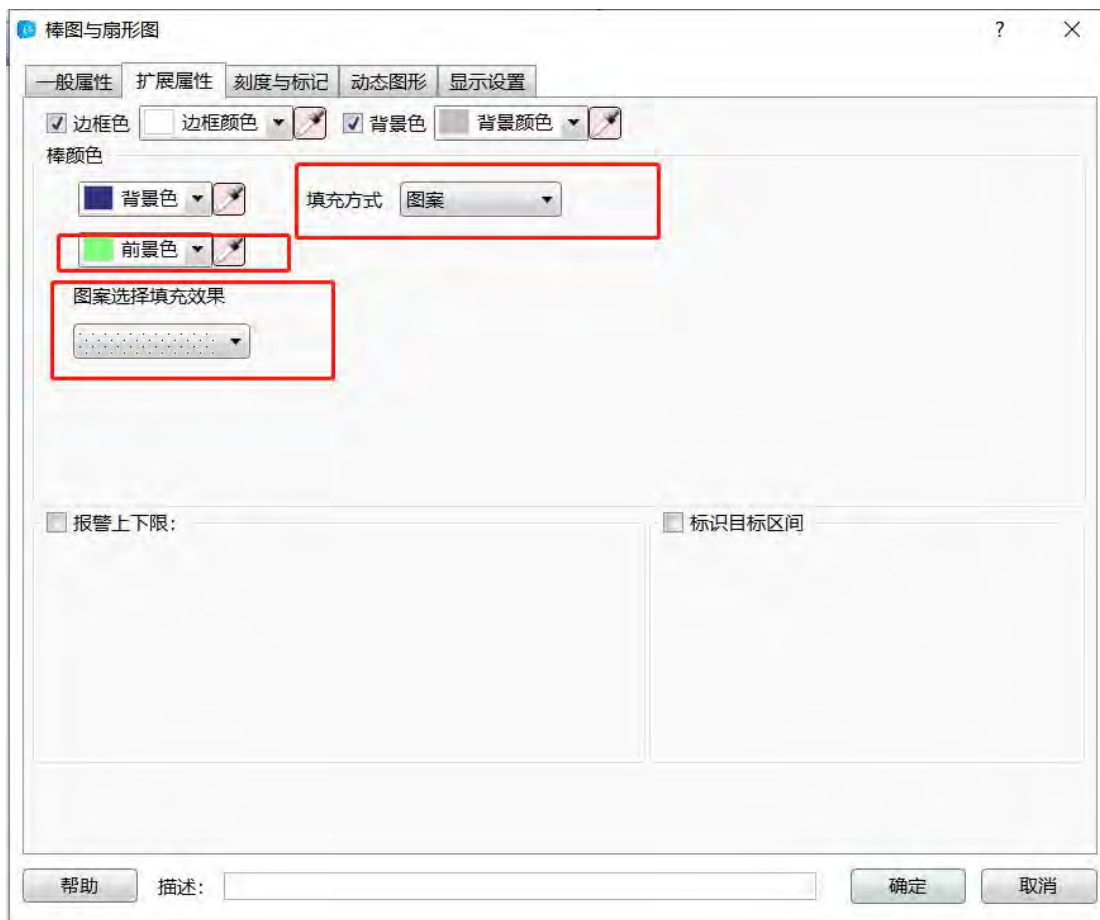 棒图与扇形图 ?
一般属性 扩展属性 刻度与标记 动态图形 显示设置
边框色 边框颜色 背景色 背景颜色
棒颜色
背景色 填充方式 图案
前景色
图案选择填充效果
报警上下限: 标识目标区间
帮助 描述: 确定 取消